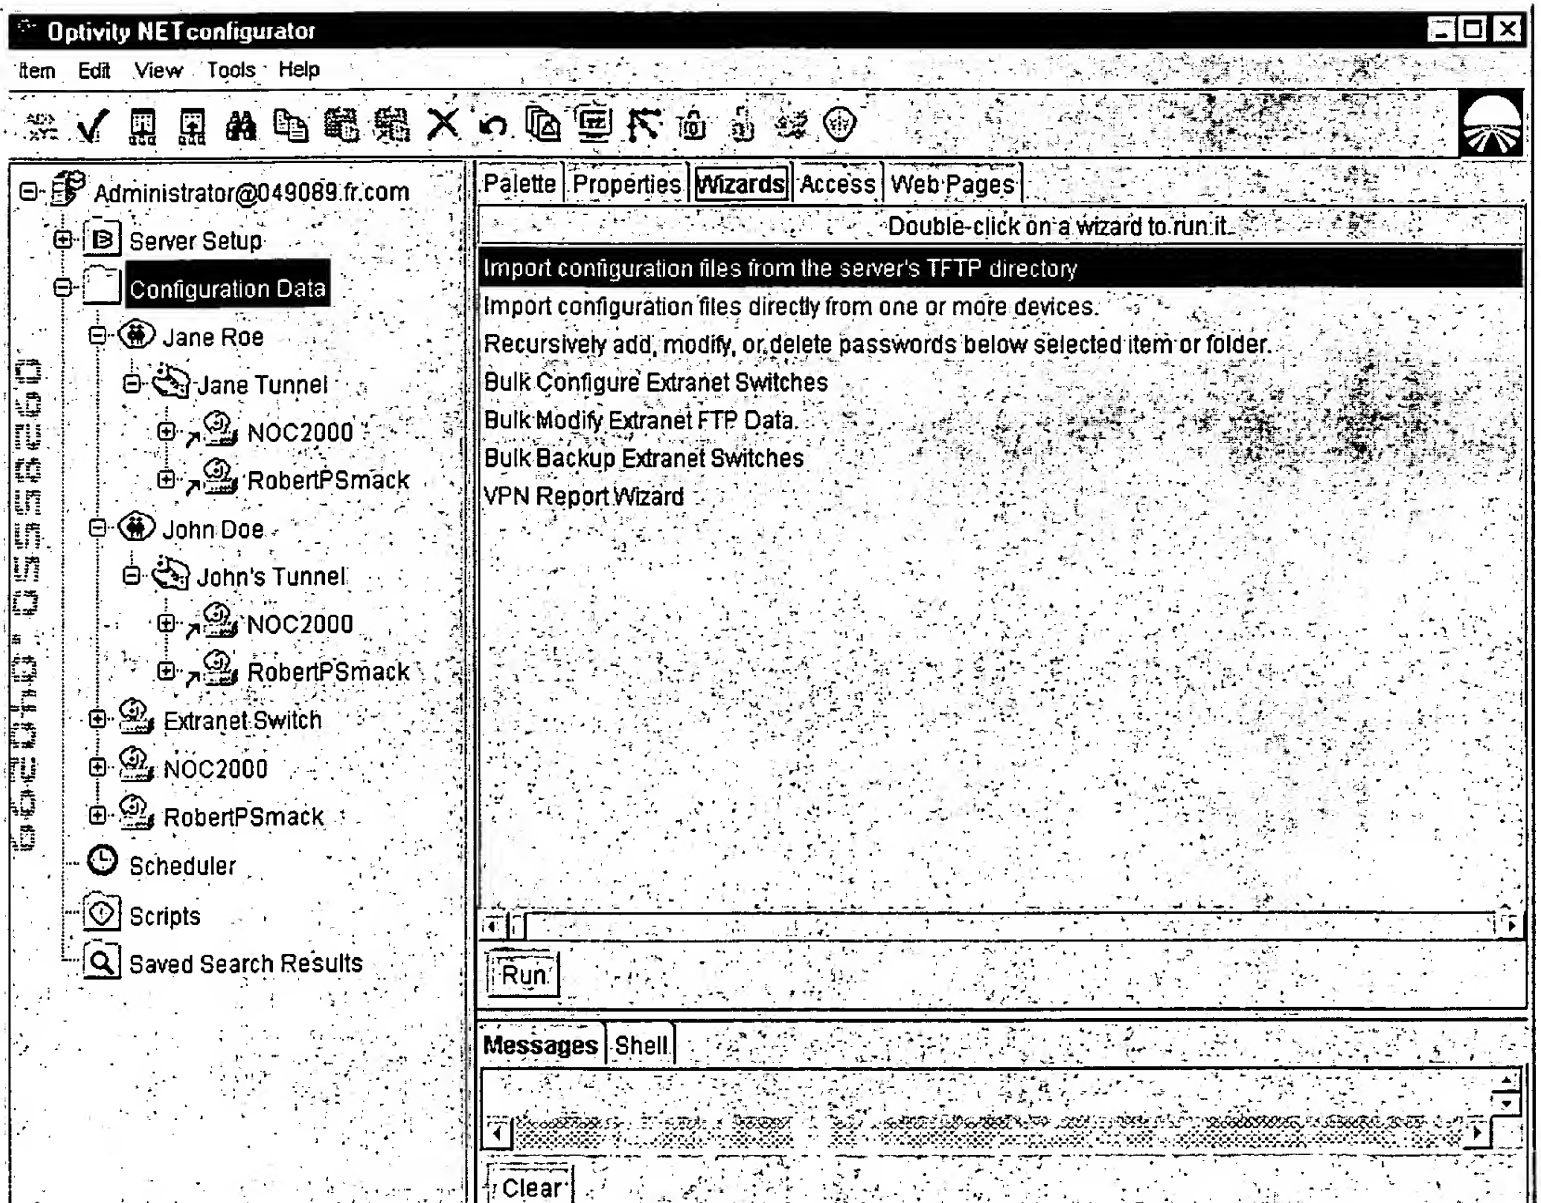 Optivity NETconfigurator
Item Edit View Tools Help
Administrator@049089.fr.com
Server Setup
Configuration Data
Jane Roe
Jane Tunnel
NOC2000
RobertPSmack
John Doe
John's Tunnel
NOC2000
RobertPSmack
Extranet Switch
NOC2000
RobertPSmack
Scheduler
Scripts
Saved Search Results
Palette Properties Wizards Access Web Pages
Double-click on a wizard to run it.
Import configuration files from the server's TFTP directory
Import configuration files directly from one or more devices.
Recursively add, modify, or delete passwords below selected item or folder.
Bulk Configure Extranet Switches
Bulk Modify Extranet FTP Data.
Bulk Backup Extranet Switches
VPN Report Wizard
Run
Messages Shell
Clear